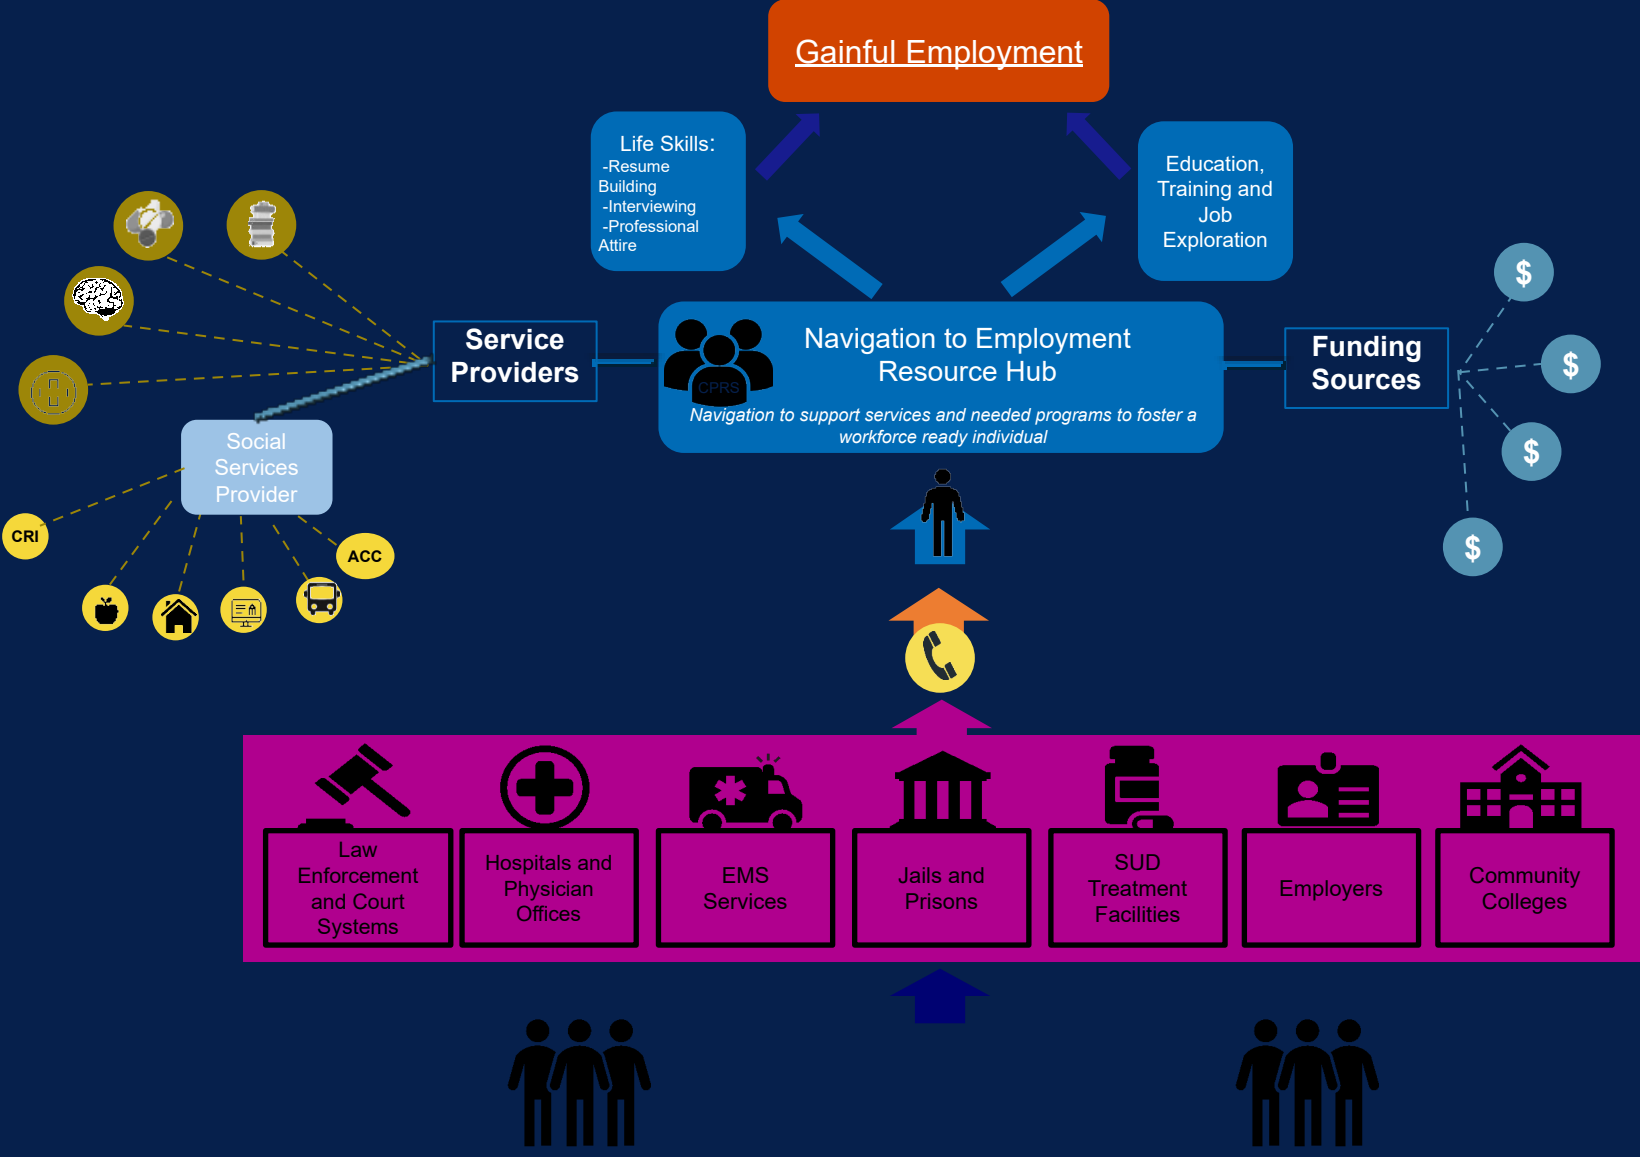 Gainful Employment
Life Skills:
-Resume
Building
-Interviewing
-Professional
Attire
Education,
Training and
Job
Exploration
Service
Providers
CPRS
Navigation to Employment
Resource Hub
Navigation to support services and needed programs to foster a
workforce ready individual
Funding
Sources
$
$
$
$
H
Social
Services
Provider
CRI
ACC
Law
Enforcement
and Court
Systems
Hospitals and
Physician
Offices
EMS
Services
Jails and
Prisons
SUD
Treatment
Facilities
Employers
Community
Colleges